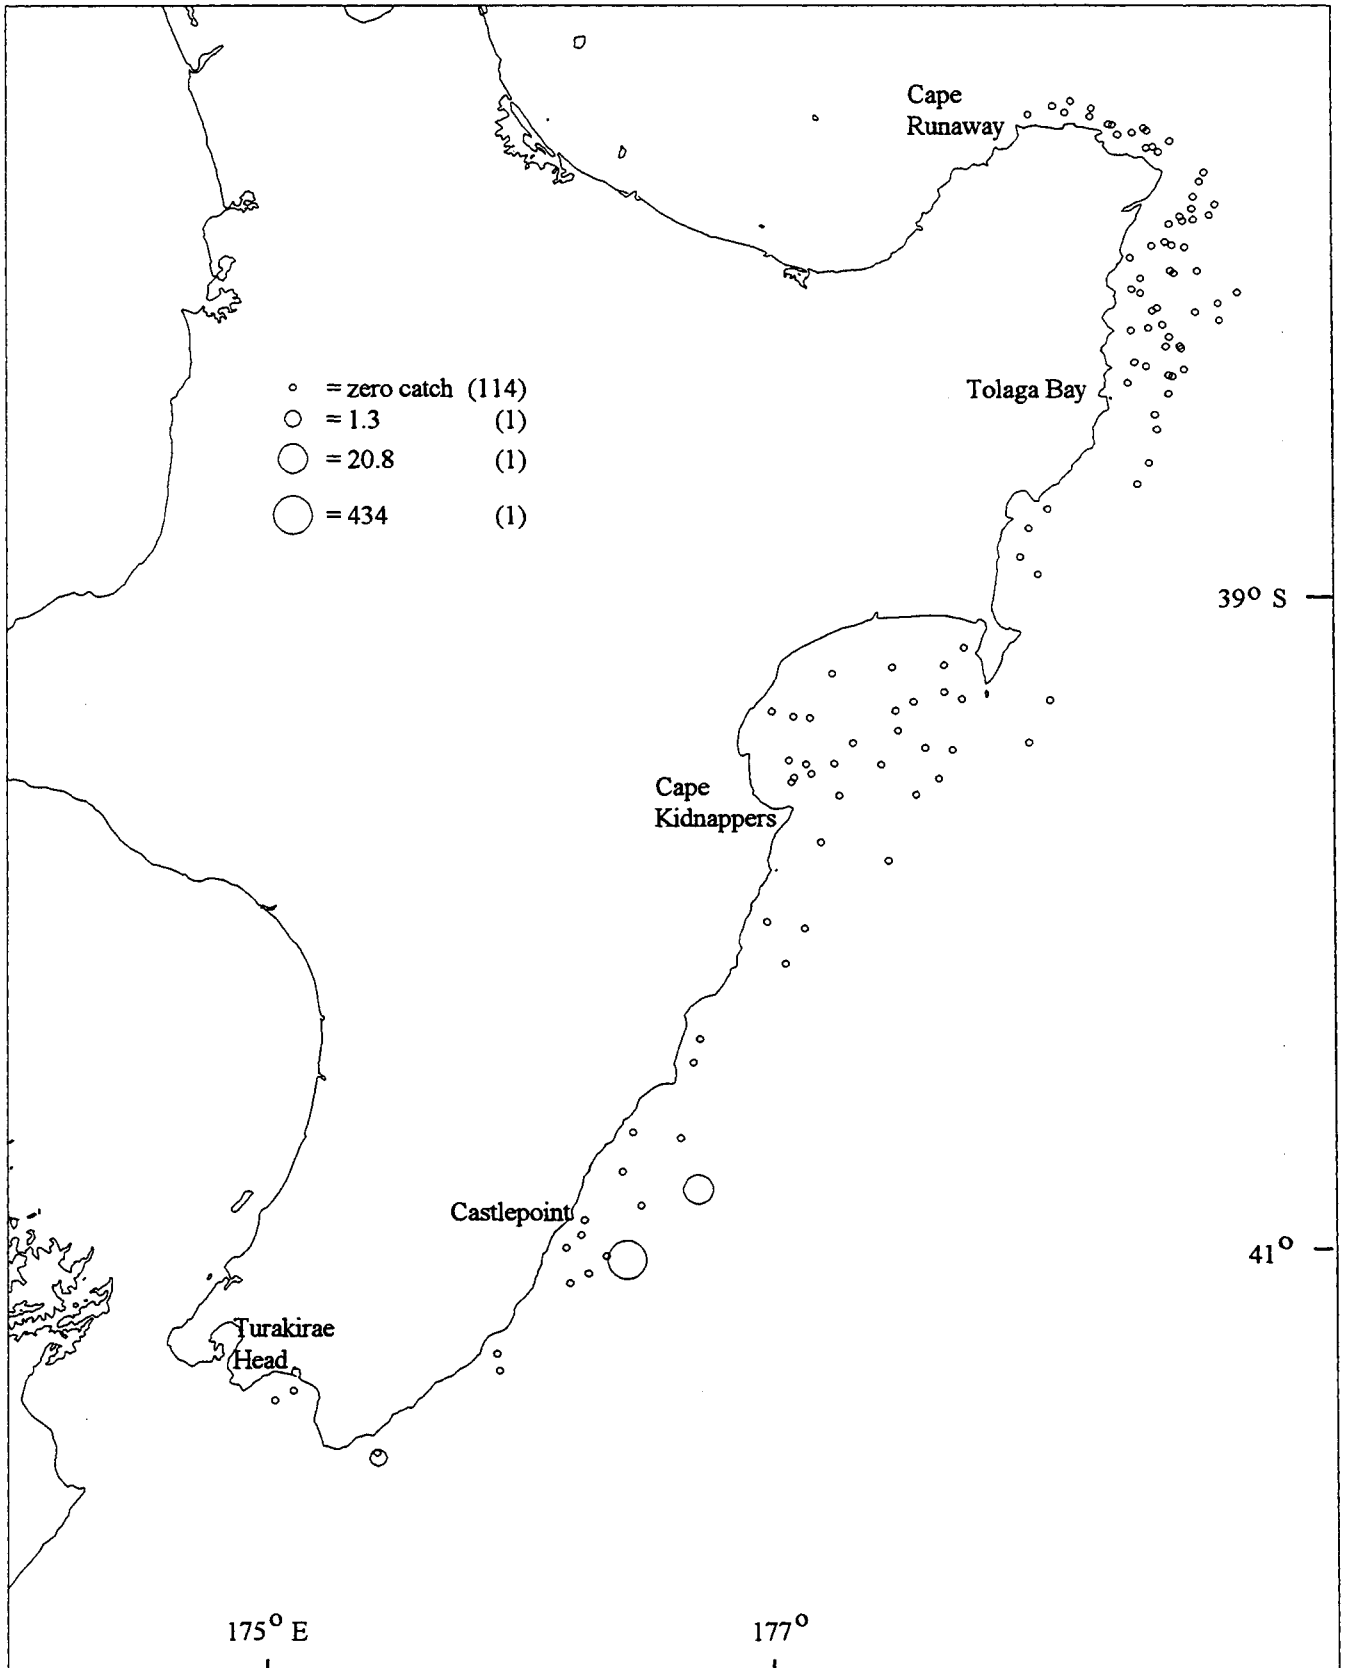 Cape
Runaway
= zero catch (114)
= 1.3 (1)
= 20.8 (1)
= 434 (1)
Tolaga Bay
39° S
Cape
Kidnappers
Castlepoint
41°
Turakirae
Head
175° E
177°